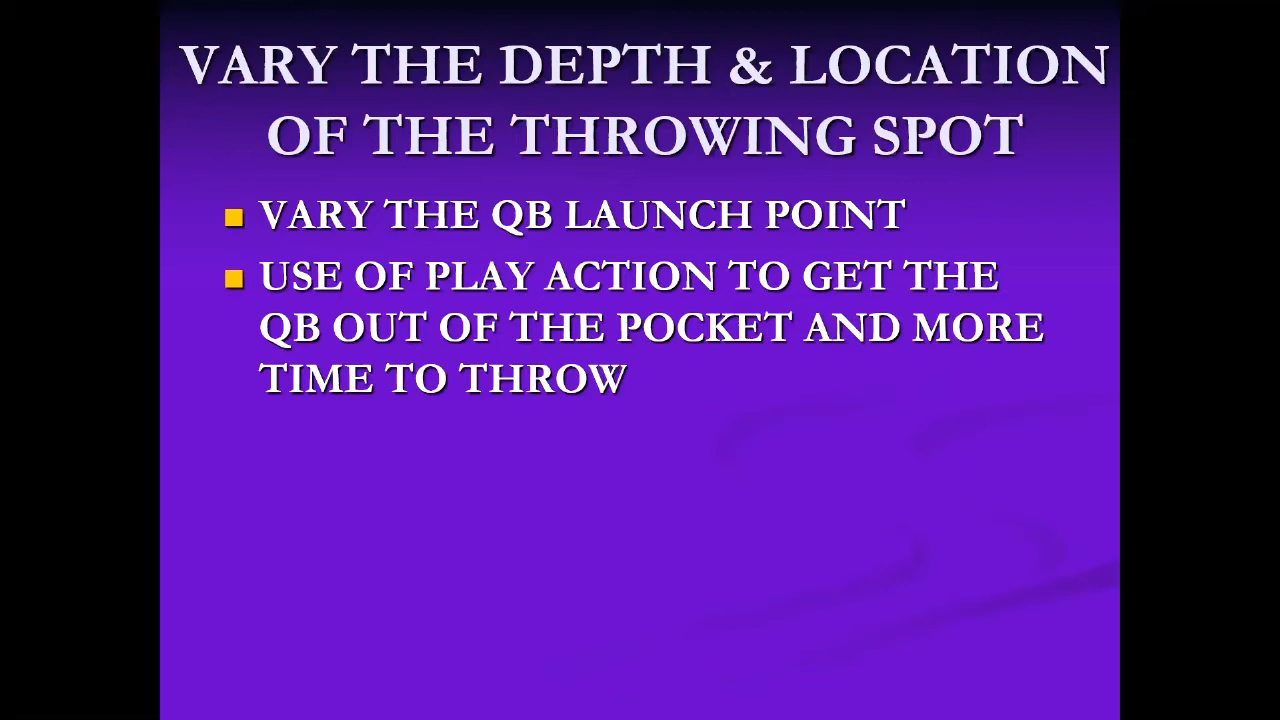 VARY THE DEPTH & LOCATION
OF THE THROWING SPOT
VARY THE QB LAUNCH POINT
USE OF PLAY ACTION TO GET THE
QB OUT OF THE POCKET AND MORE
TIME TO THROW